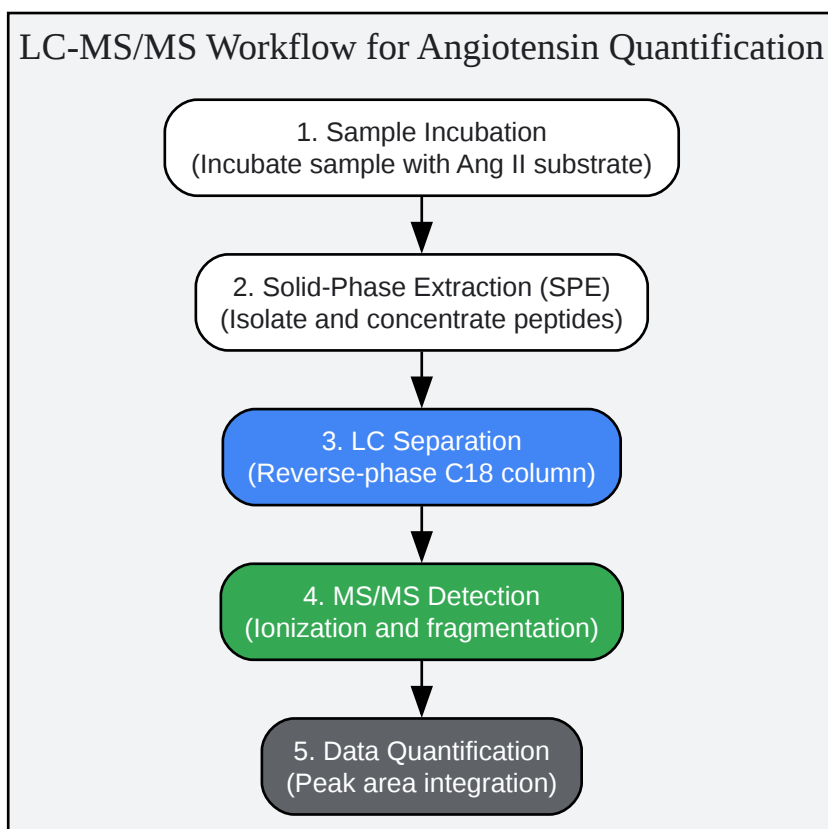 LC-MS/MS Workflow for Angiotensin Quantification
1. Sample Incubation
(Incubate sample with Ang II substrate)
2. Solid-Phase Extraction (SPE)
(Isolate and concentrate peptides)
3. LC Separation
(Reverse-phase C18 column)
4. MS/MS Detection
(Ionization and fragmentation)
5. Data Quantification
(Peak area integration)